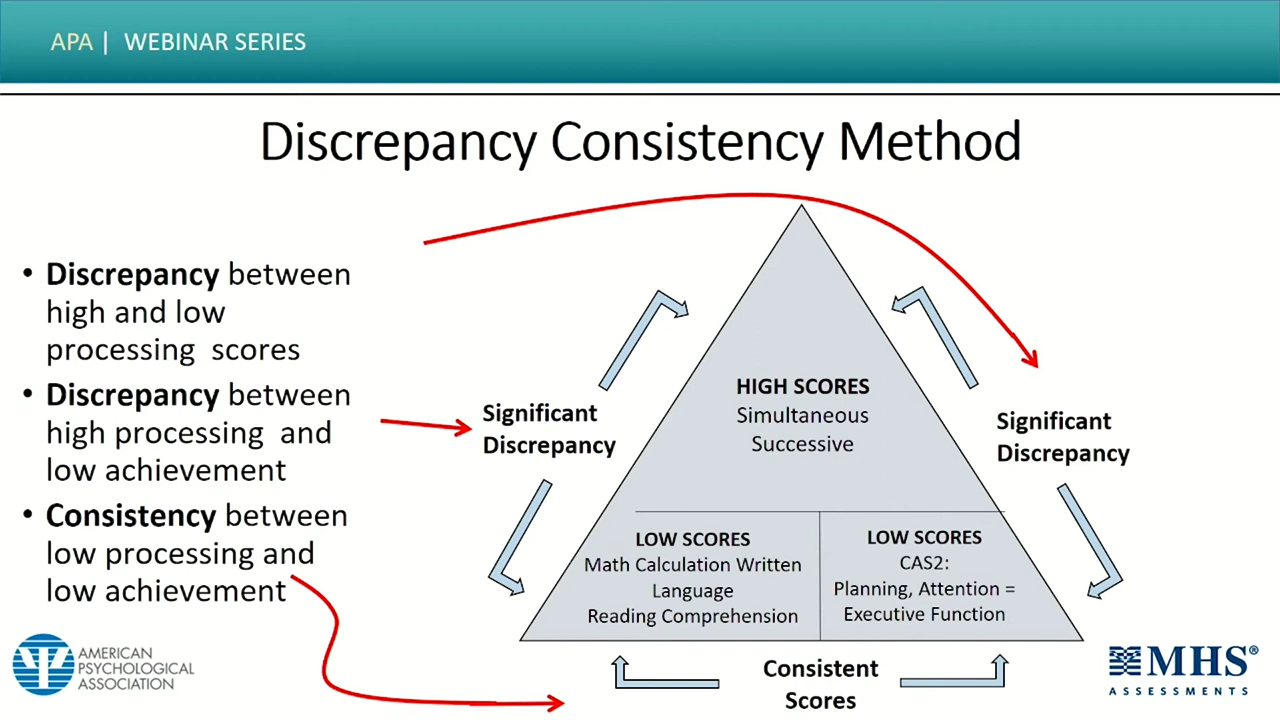 APA | WEBINAR SERIES
Discrepancy Consistency Method
• Discrepancy between
high and low
processing scores
• Discrepancy between
high processing and
low achievement
• Consistency between
low processing and
low achievement
Significant
Discrepancy
HIGH SCORES
Simultaneous
Successive
Significant
Discrepancy
LOW SCORES
Math Calculation Written
Language
Reading Comprehension
LOW SCORES
CAS2:
Planning, Attention =
Executive Function
Consistent
Scores
AMERICAN
PSYCHOLOGICAL
ASSOCIATION
MHS®
ASSESSMENTS